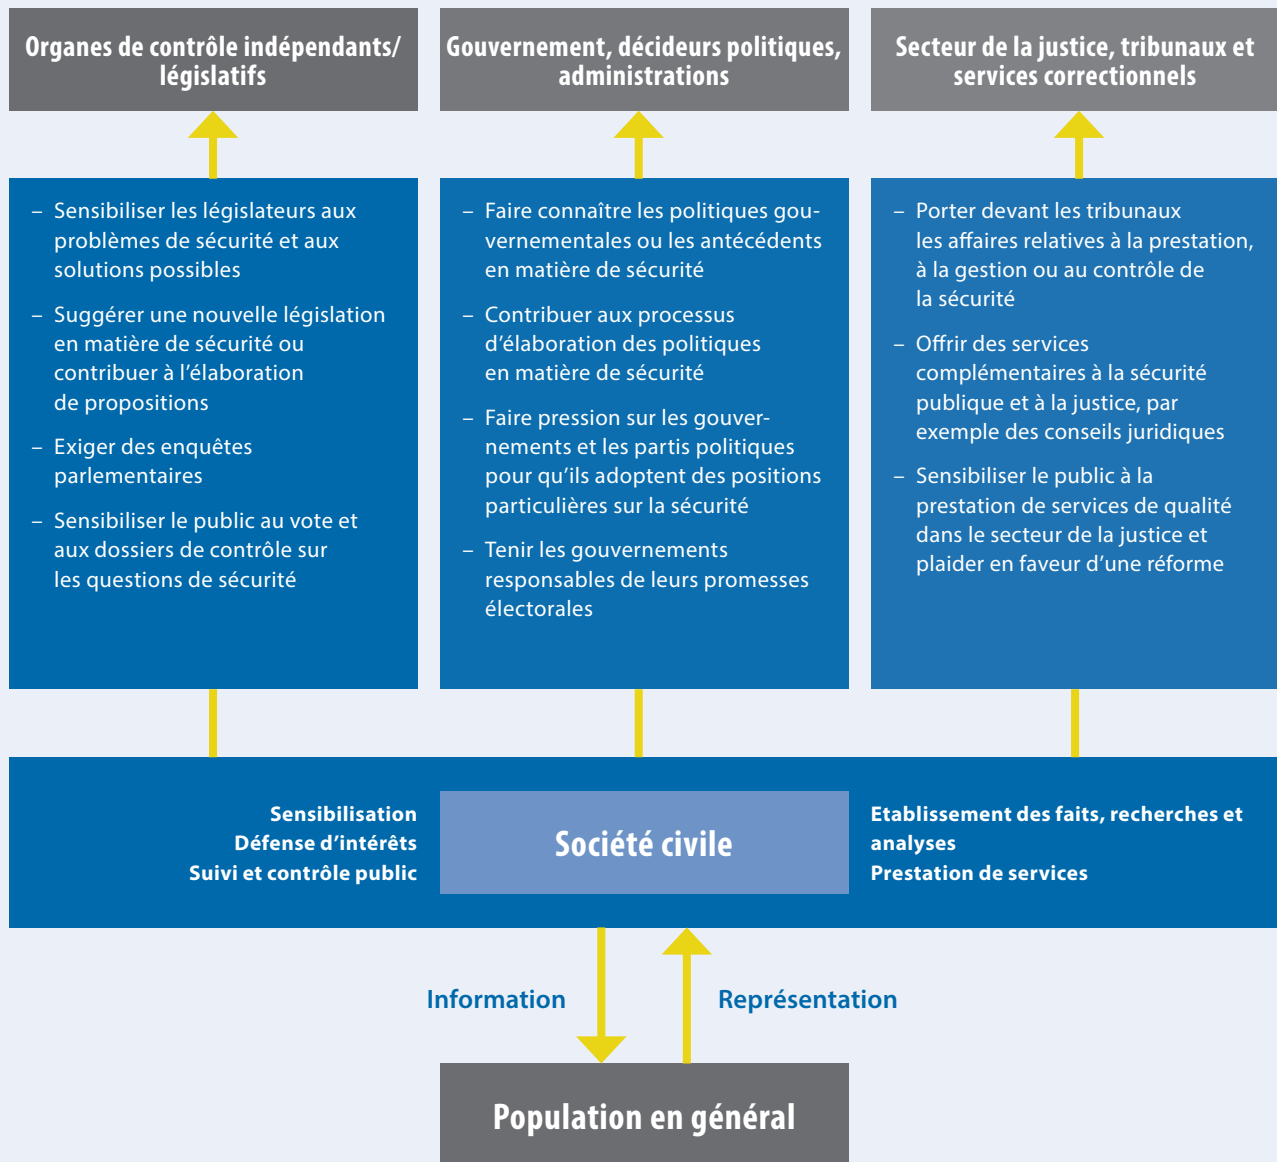 Organes de contrôle indépendants/
législatifs
Gouvernement, décideurs politiques,
administrations
Secteur de la justice, tribunaux et
services correctionnels
– Sensibiliser les législateurs aux
problèmes de sécurité et aux
solutions possibles
– Suggérer une nouvelle législation
en matière de sécurité ou
contribuer à l’élaboration
de propositions
– Exiger des enquêtes
parlementaires
– Sensibiliser le public au vote et
aux dossiers de contrôle sur
les questions de sécurité
– Faire connaître les politiques gou-
vernementales ou les antécédents
en matière de sécurité
– Contribuer aux processus
d’élaboration des politiques
en matière de sécurité
– Faire pression sur les gouver-
nements et les partis politiques
pour qu’ils adoptent des positions
particulières sur la sécurité
– Tenir les gouvernements
responsables de leurs promesses
électorales
– Porter devant les tribunaux
les affaires relatives à la prestation,
à la gestion ou au contrôle de
la sécurité
– Offrir des services
complémentaires à la sécurité
publique et à la justice, par
exemple des conseils juridiques
– Sensibiliser le public à la
prestation de services de qualité
dans le secteur de la justice et
plaider en faveur d’une réforme
Sensibilisation
Défense d’intérêts
Suivi et contrôle public
Société civile
Etablissement des faits, recherches et
analyses
Prestation de services
Information
Représentation
Population en général